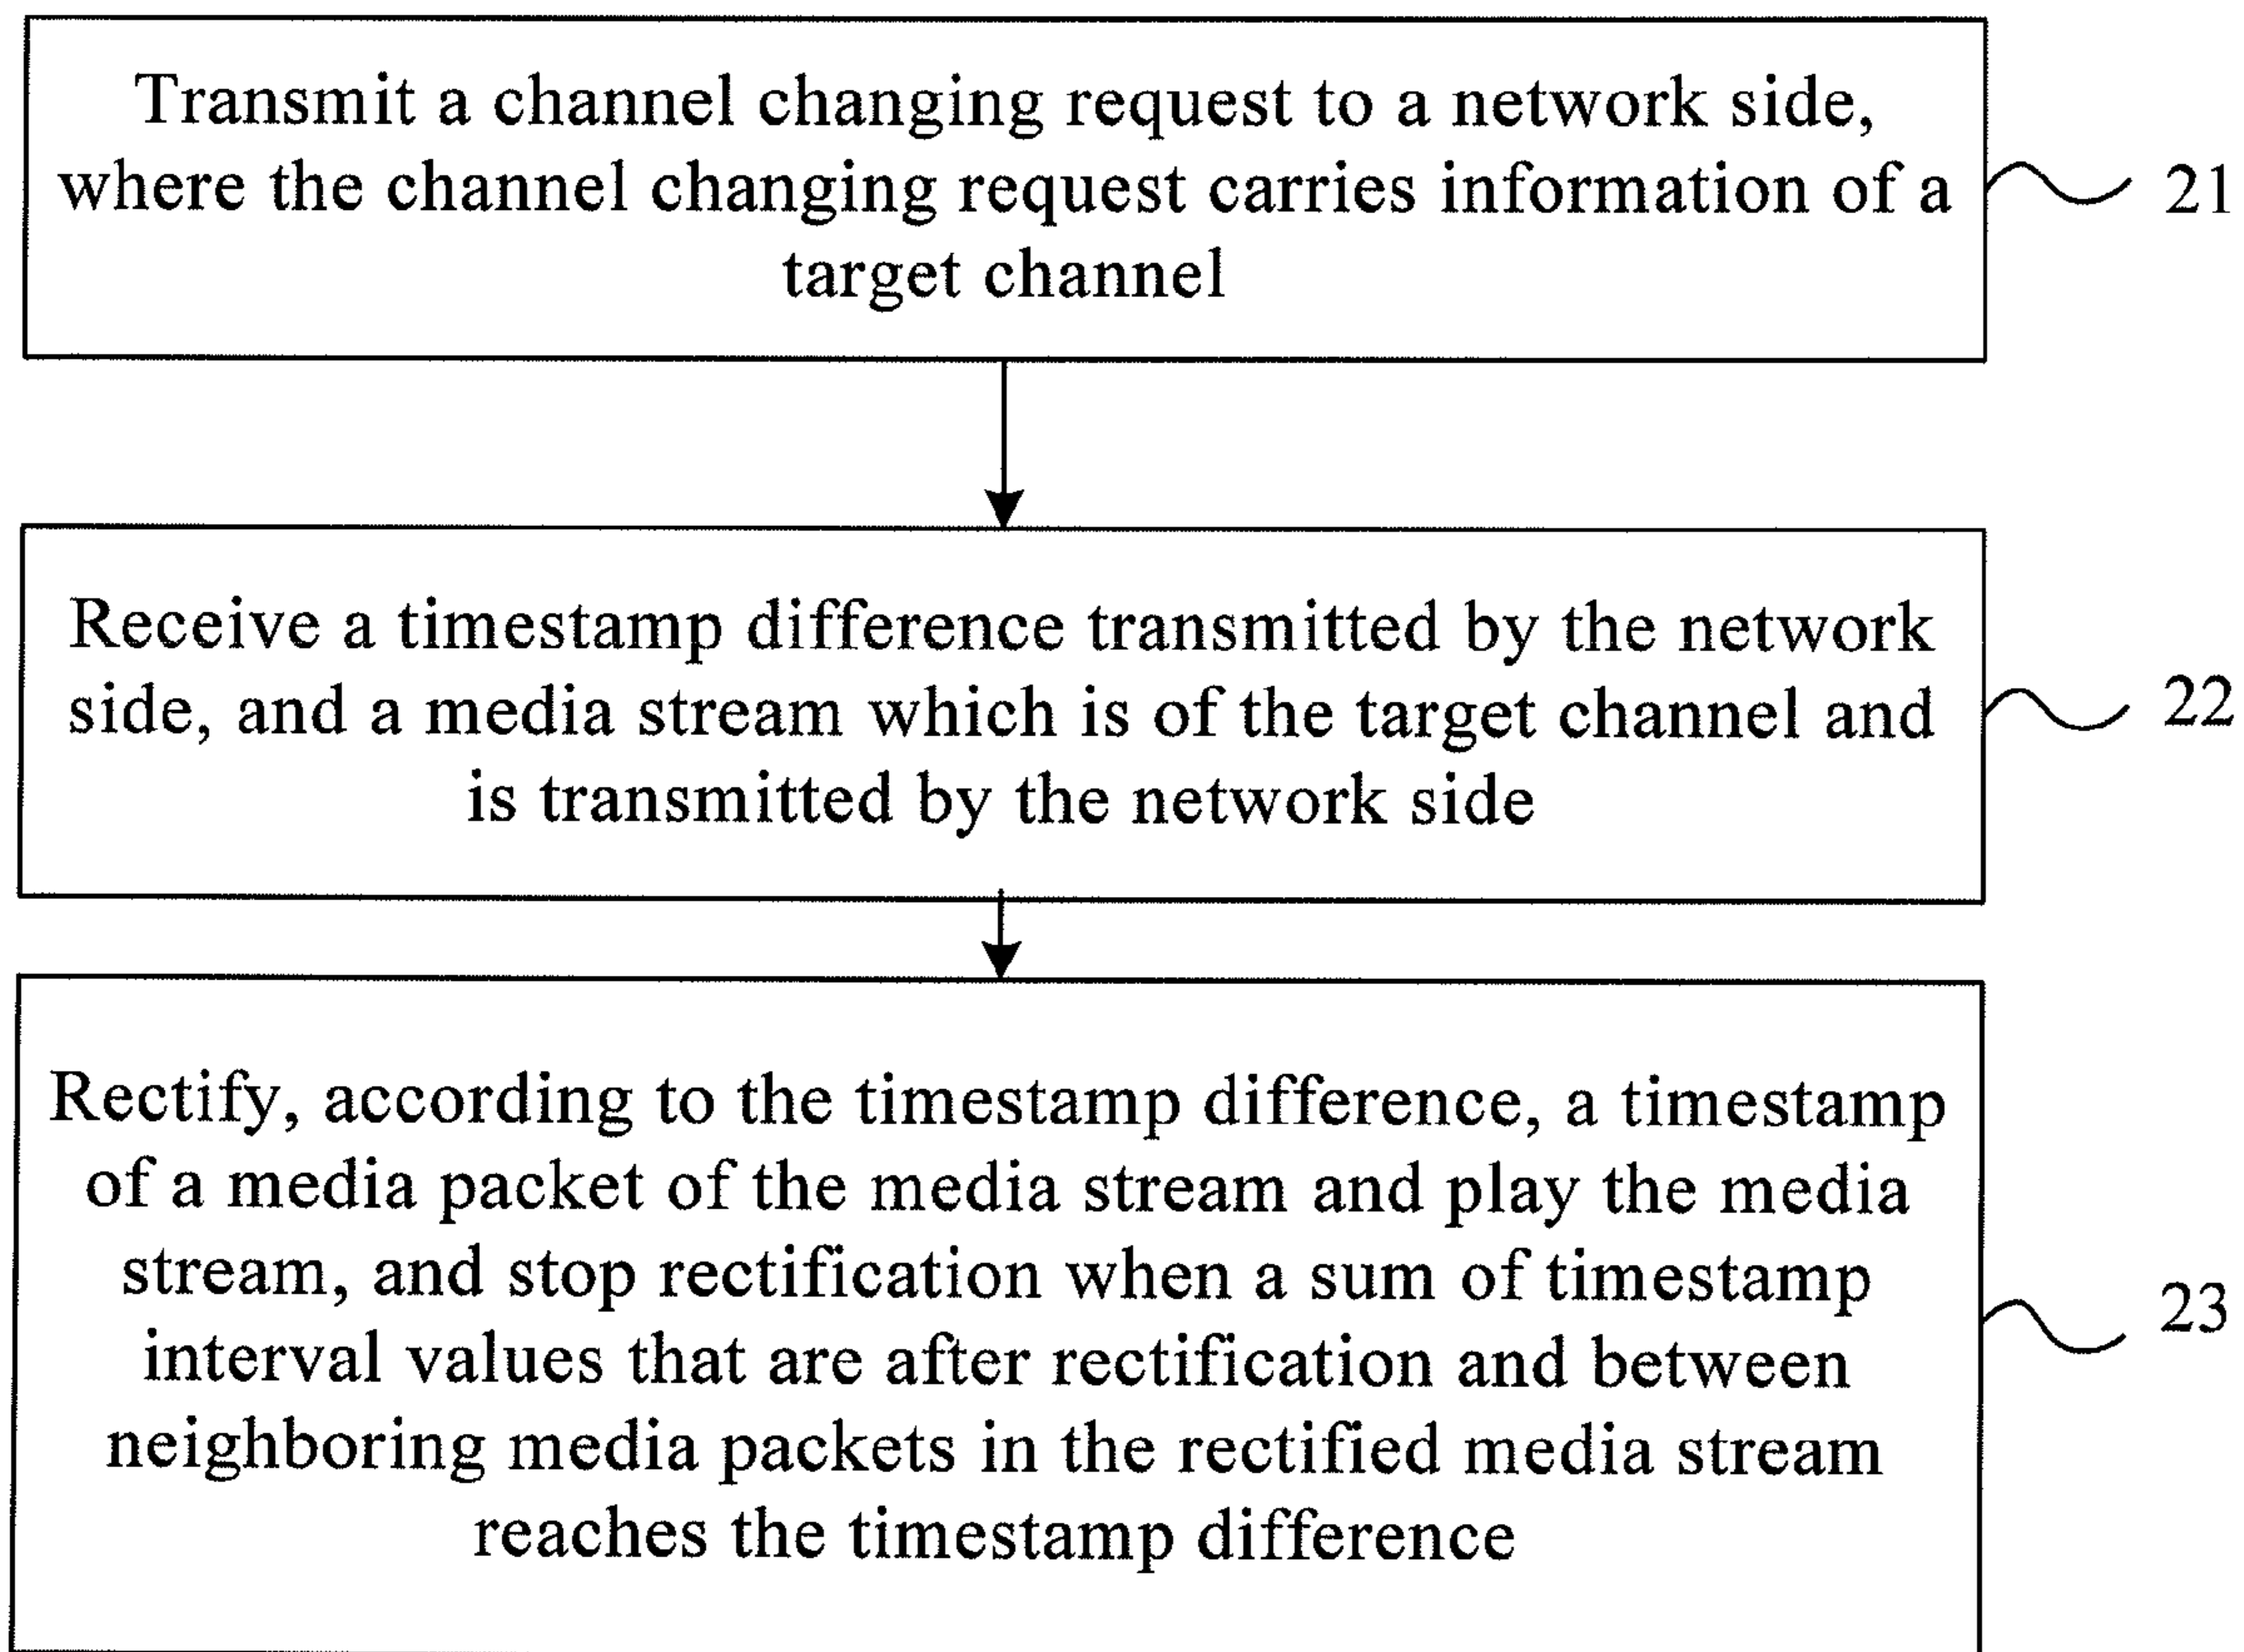 Transmit a channel changing request to a network side,
where the channel changing request carries information of a
target channel
21
Receive a timestamp difference transmitted by the network
side, and a media stream which is of the target channel and
is transmitted by the network side
22
Rectify, according to the timestamp difference, a timestamp
of a media packet of the media stream and play the media
stream, and stop rectification when a sum of timestamp
interval values that are after rectification and between
neighboring media packets in the rectified media stream
reaches the timestamp difference
23